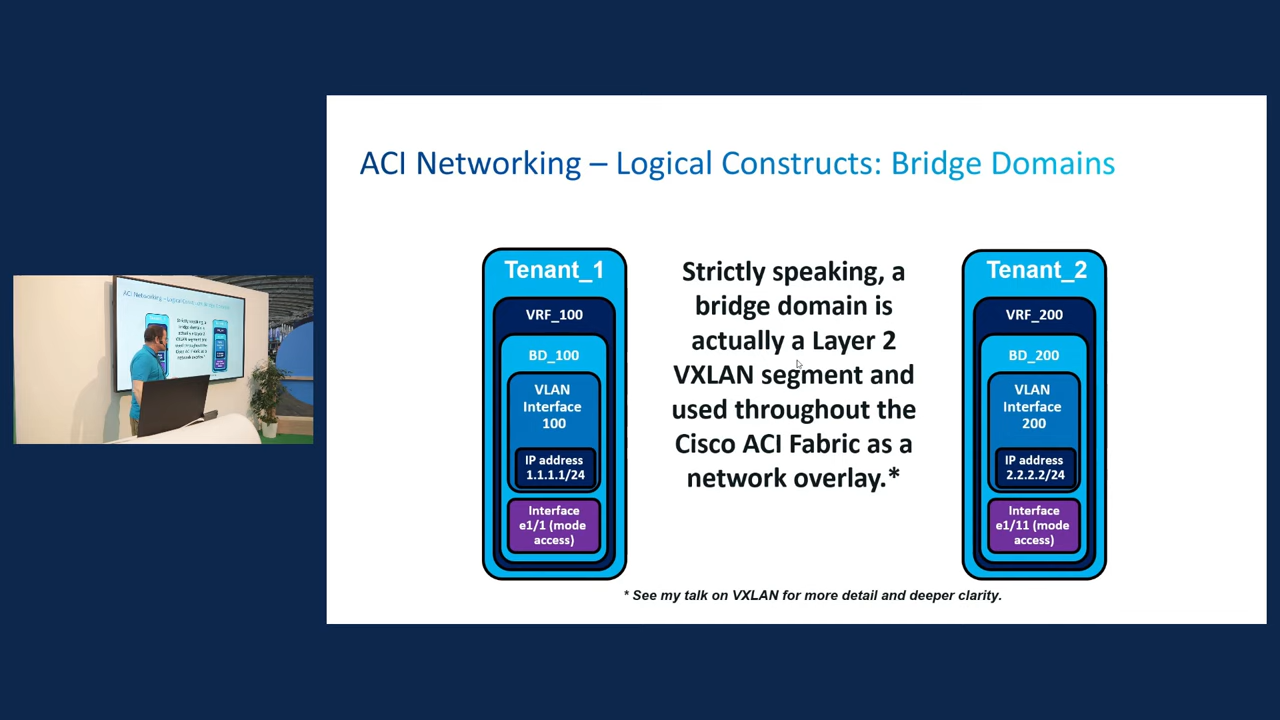 ACI Networking – Logical Constructs: Bridge Domains
Tenant_1
VRF_100
BD_100
VLAN
Interface
100
IP address
1.1.1.1/24
Interface
e1/1 (mode
access)
Strictly speaking, a
bridge domain is
actually a Layer 2
VXLAN segment and
used throughout the
Cisco ACI Fabric as a
network overlay.*
Tenant_2
VRF_200
BD_200
VLAN
Interface
200
IP address
2.2.2.2/24
Interface
e1/11 (mode
access)
* See my talk on VXLAN for more detail and deeper clarity.